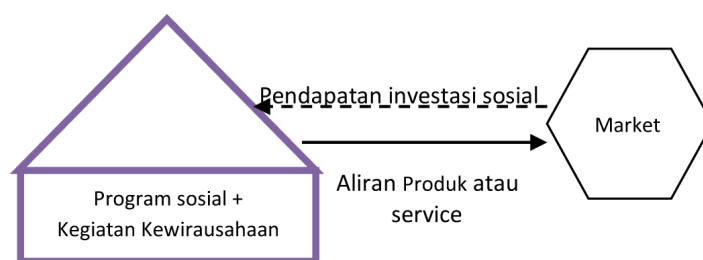 Pendapatan investasi sosial
Market
Aliran Produk atau
service
Program sosial +
Kegiatan Kewirausahaan